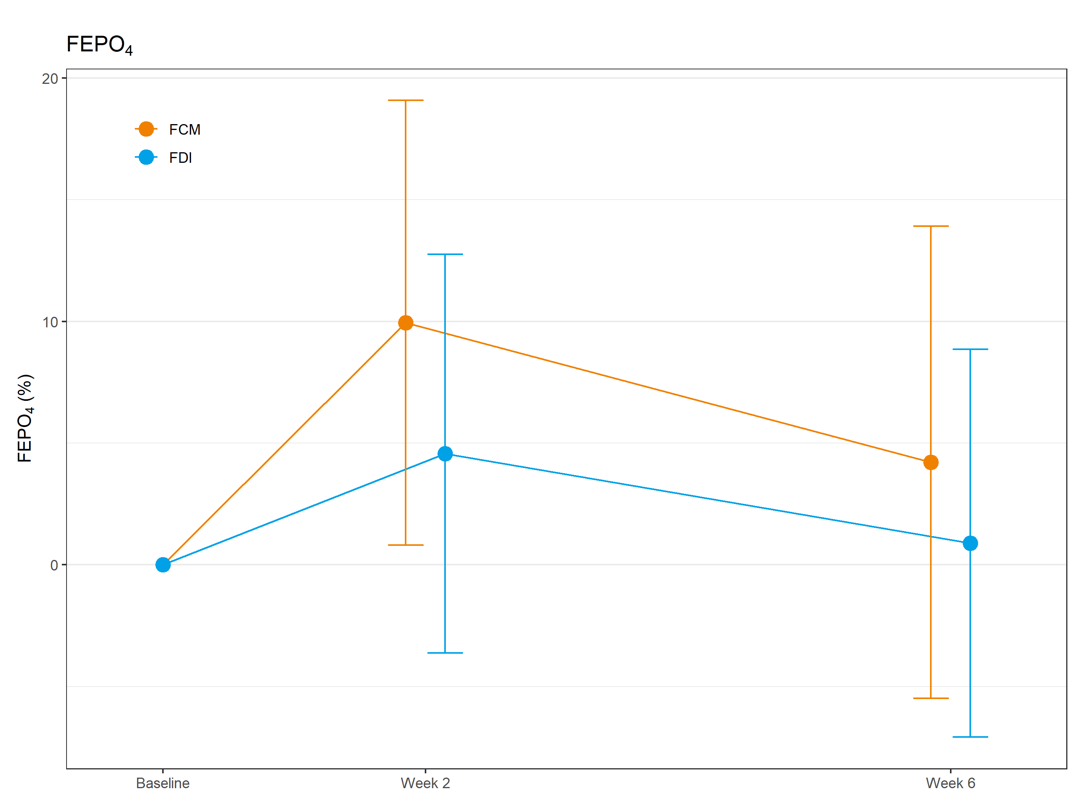 FEPO₄
20
10
0
FEPO₄ (%)
FCM
FDI
Baseline
Week 2
Week 6